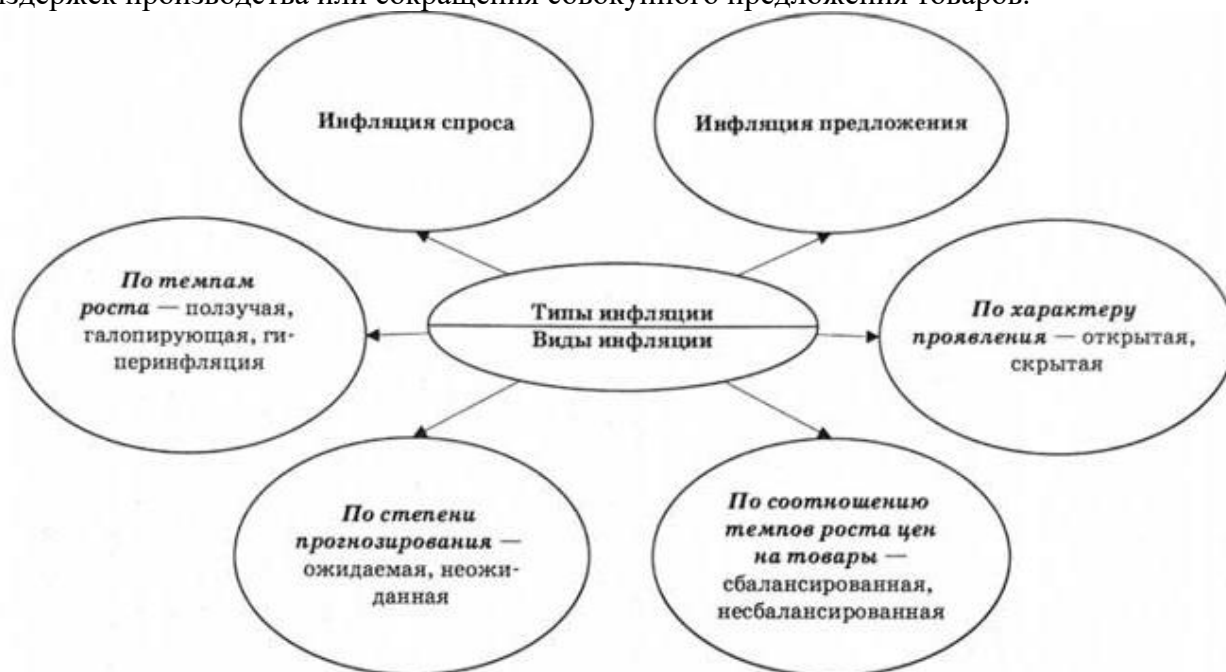 издержек производства или сокращения совокупного предложения товаров.
Инфляция спроса
Инфляция предложения
По темпам
роста — ползучая,
галопирующая, ги-
перинфляция
Типы инфляции
Виды инфляции
По характеру
проявления — открытая,
скрытая
По степени
прогнозирования —
ожидаемая, неожи-
данная
По соотношению
темпов роста цен
на товары —
сбалансированная,
несбалансированная